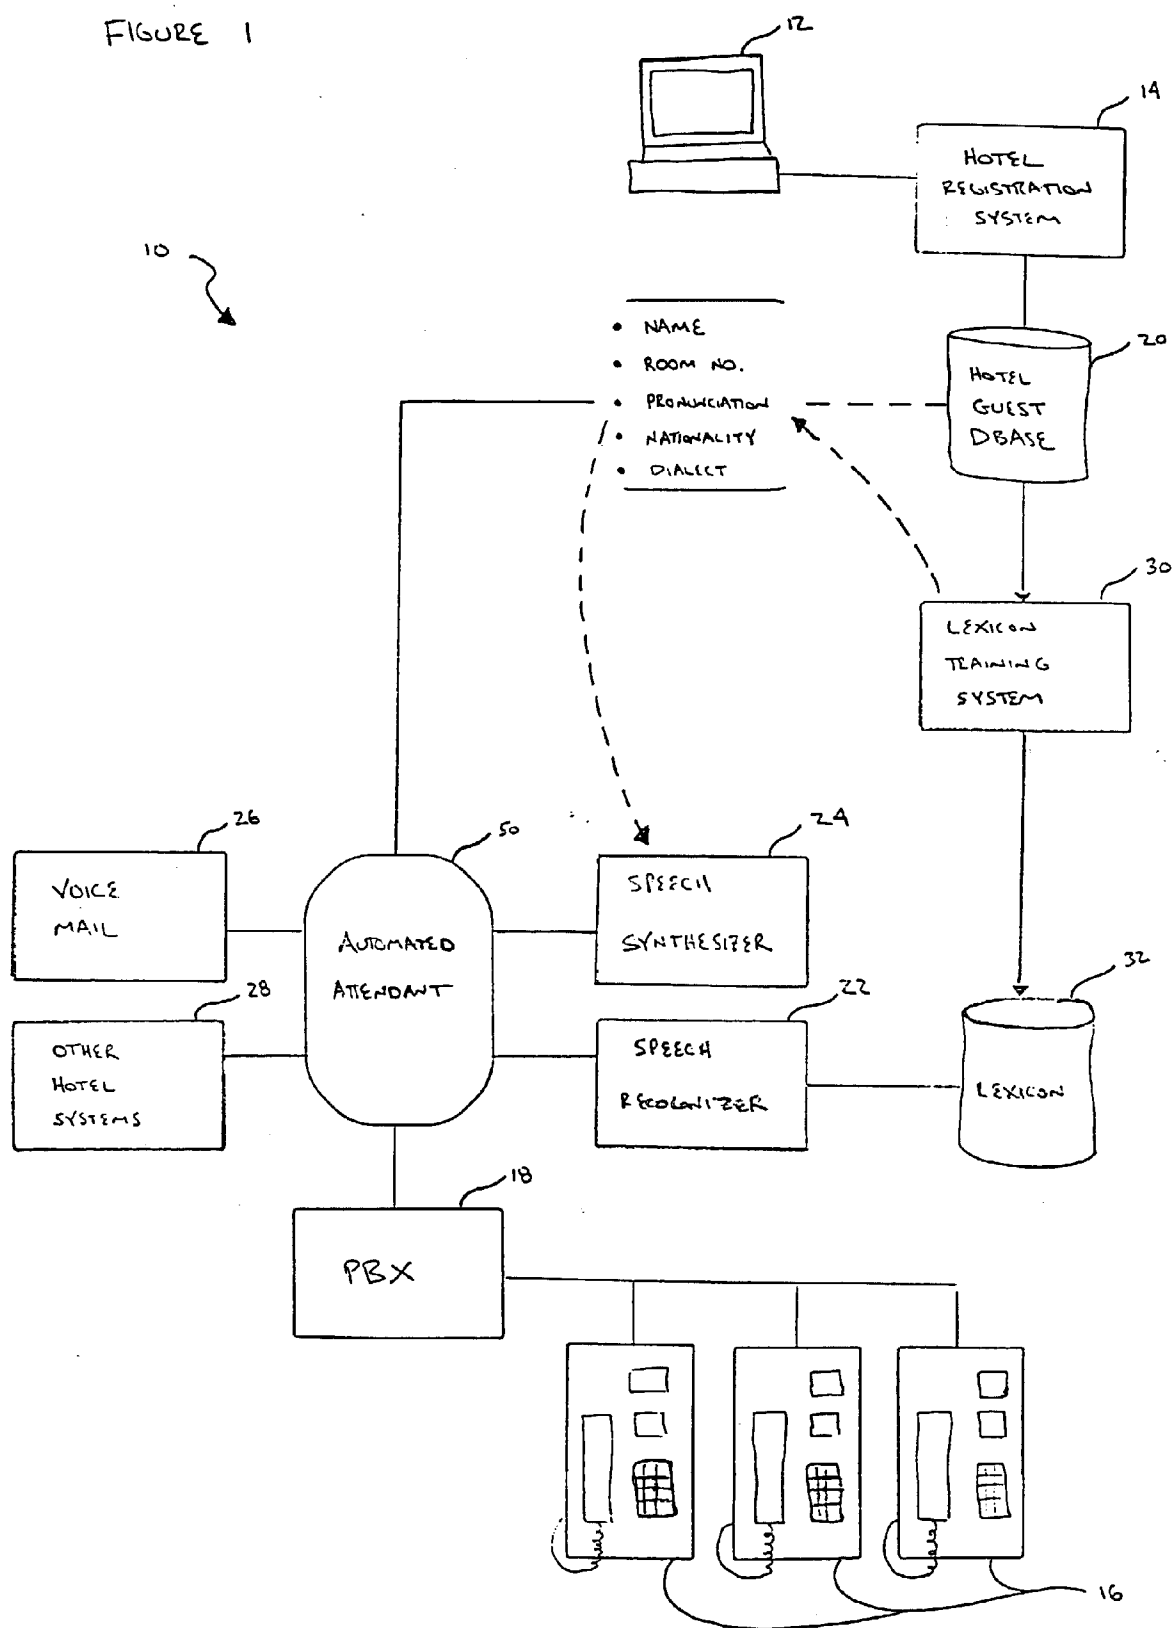 FIGURE 1
12
14
HOTEL
REGISTRATION
SYSTEM
10
• NAME
• ROOM NO.
• PRONUNCIATION
• NATIONALITY
• DIALECT
20
HOTEL
GUEST
DBASE
30
LEXICON
TRAINING
SYSTEM
26
VOICE
MAIL
50
AUTOMATED
ATTENDANT
24
SPEECH
SYNTHESIZER
28
OTHER
HOTEL
SYSTEMS
22
SPEECH
RECOGNIZER
32
LEXICON
18
PBX
16